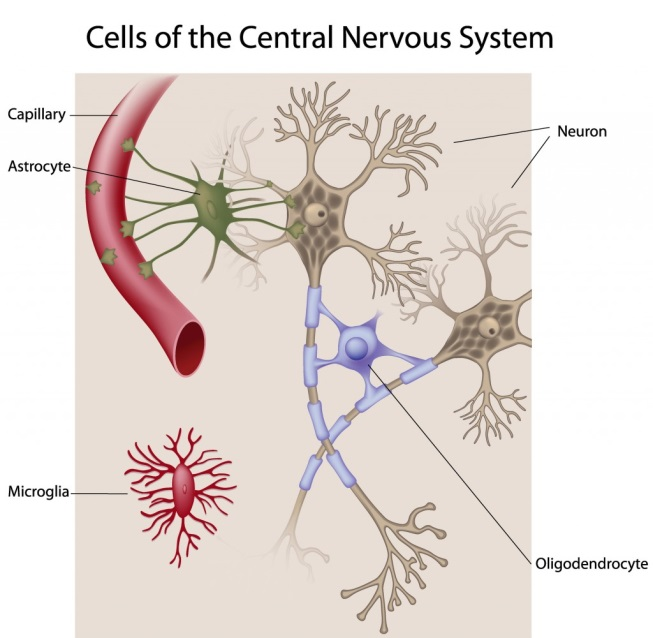 Cells of the Central Nervous System
Capillary
Neuron
Astrocyte
Microglia
Oligodendrocyte